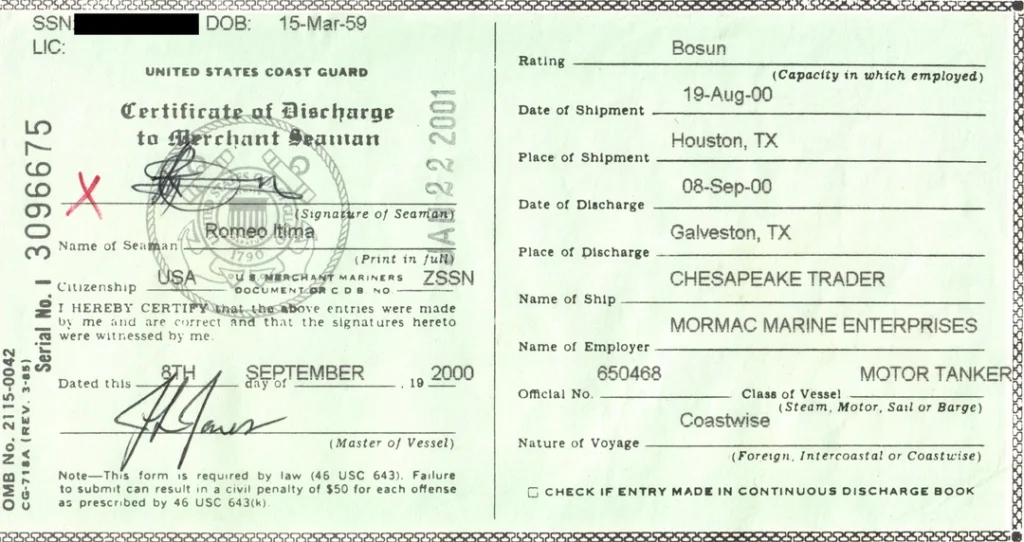 SSN: DOB: 15-Mar-59
LIC:
UNITED STATES COAST GUARD
Certificate of Discharge
to Merchant Seaman
(Signature of Seaman)
Romeo Itima
Name of Seaman
(Print in full)
USA ZSSN
Citizenship U.S. MERCHANT MARINERS DOCUMENT OR C D B NO.
I HEREBY CERTIFY that the above entries were made
by me and are correct and that the signatures hereto
were witnessed by me.
8TH SEPTEMBER 2000
Dated this day of , 19
(Master of Vessel)
Note—This form is required by law (46 USC 643). Failure
to submit can result in a civil penalty of $50 for each offense
as prescribed by 46 USC 643(k).
Serial No. I 3096675
OMB No. 2115-0042
CG-718A (REV. 3-85)
22 2001
1790
Bosun
Rating
(Capacity in which employed)
19-Aug-00
Date of Shipment
Houston, TX
Place of Shipment
08-Sep-00
Date of Discharge
Galveston, TX
Place of Discharge
CHESAPEAKE TRADER
Name of Ship
MORMAC MARINE ENTERPRISES
Name of Employer
650468 MOTOR TANKER
Official No. Class of Vessel
(Steam, Motor, Sail or Barge)
Coastwise
Nature of Voyage
(Foreign, Intercoastal or Coastwise)
CHECK IF ENTRY MADE IN CONTINUOUS DISCHARGE BOOK